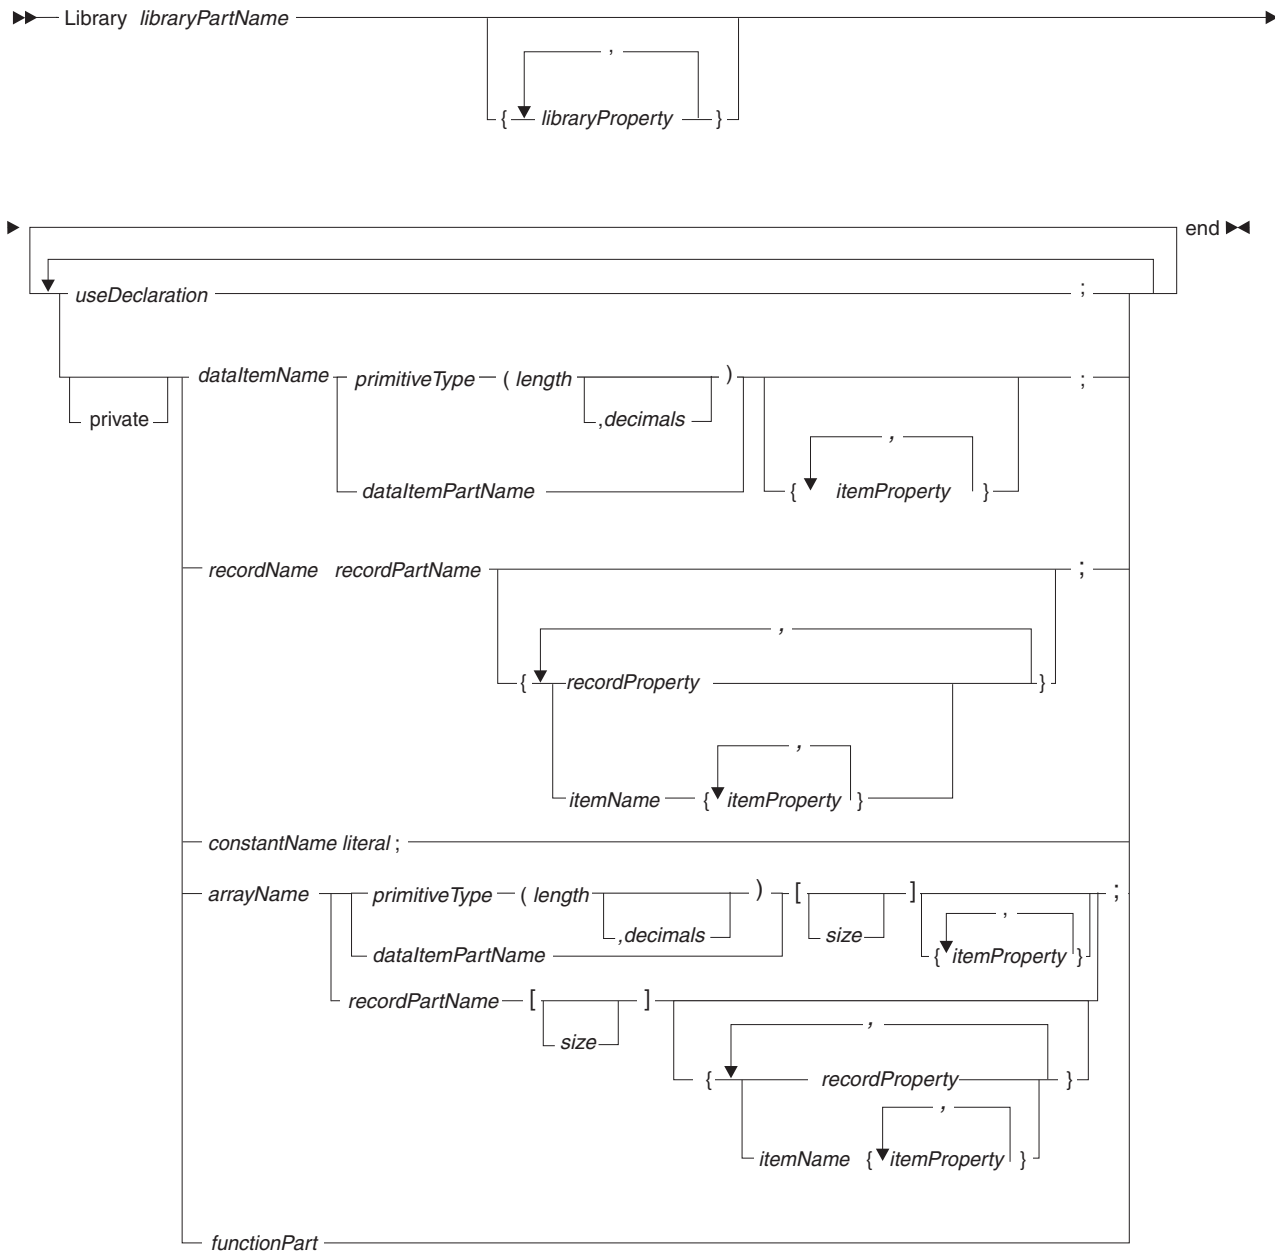 Library libraryPartName
,
{ libraryProperty }
end
useDeclaration ;
dataItemName primitiveType ( length ) ;
private ,decimals
,
dataItemPartName { itemProperty }
recordName recordPartName ;
,
{ recordProperty }
,
itemName { itemProperty }
constantName literal ;
arrayName primitiveType ( length ) [ ] ;
,decimals size ,
dataItemPartName { itemProperty }
recordPartName [ ]
size ,
{ recordProperty }
,
itemName { itemProperty }
functionPart